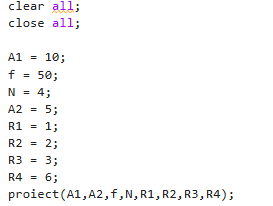 clear all;
close all;
A1 = 10;
f = 50;
N = 4;
A2 = 5;
R1 = 1;
R2 = 2;
R3 = 3;
R4 = 6;
proiect(A1,A2,f,N,R1,R2,R3,R4);